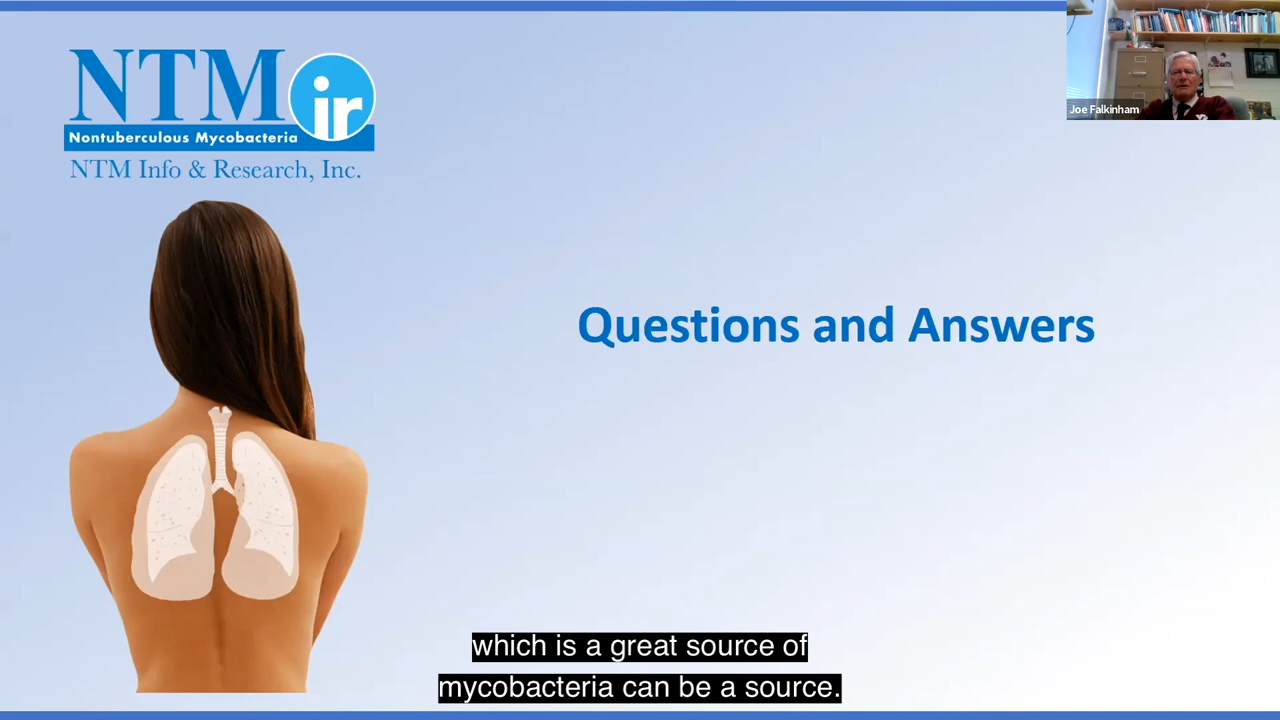 NTM ir
Nontuberculous Mycobacteria
NTM Info & Research, Inc.
Joe Falkinham
Questions and Answers
which is a great source of
mycobacteria can be a source.